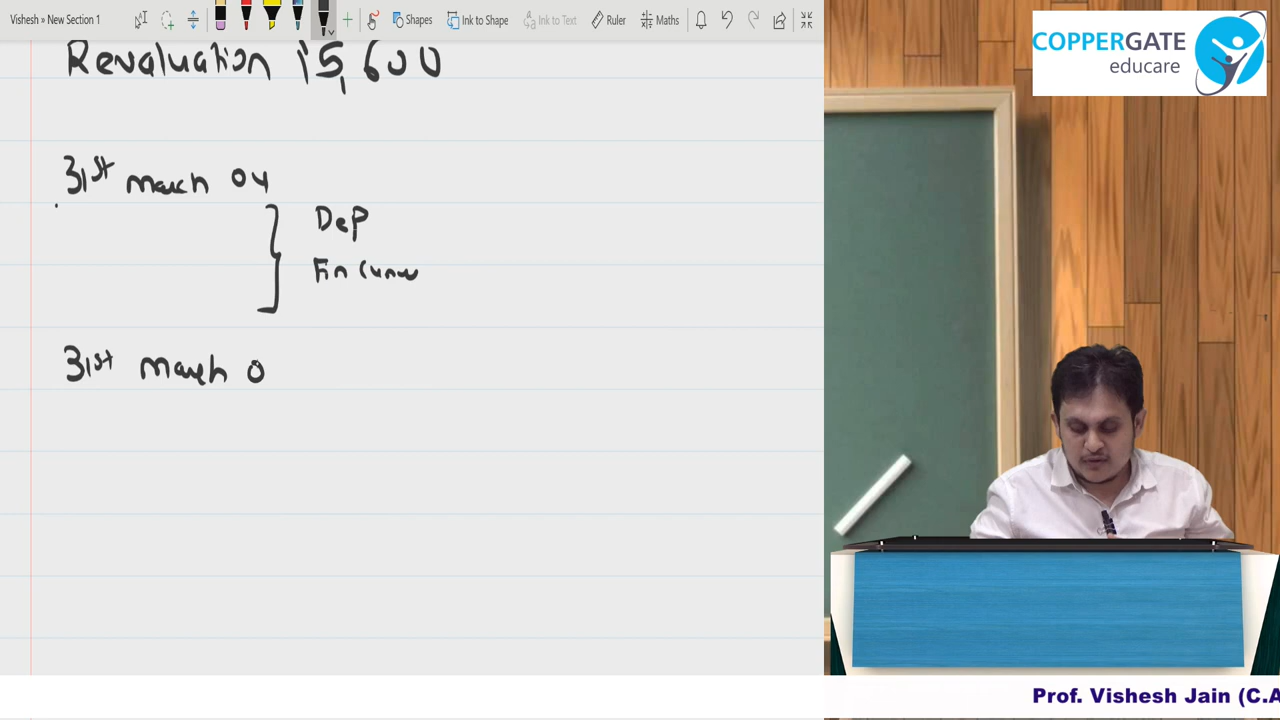 Vishesh » New Section 1
Shapes
Ink to Shape
Ink to Text
Ruler
Maths
COPPERGATE
educare
Revaluation 15,600
31st march 04
Dep
Fin
31st march 0
Prof. Vishesh Jain (C.A